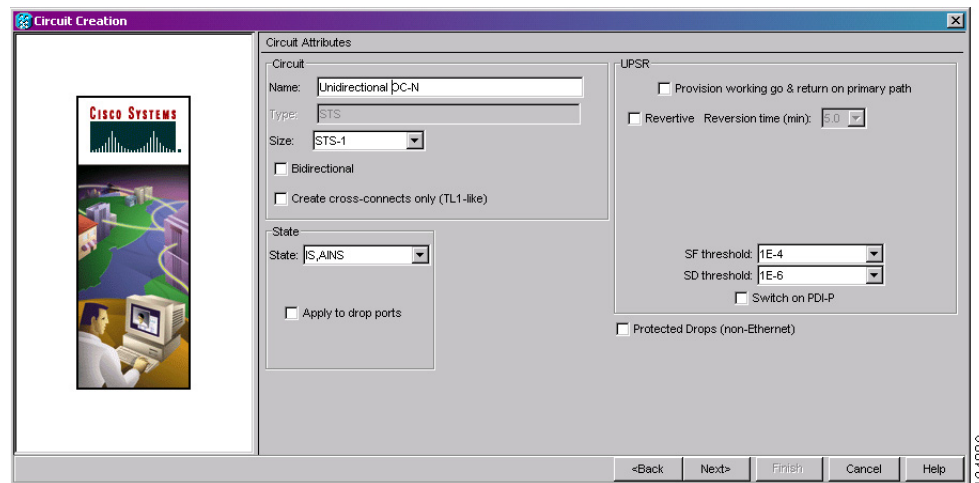 Circuit Creation
CISCO SYSTEMS
Circuit Attributes
Circuit
Name: Unidirectional OC-N
Type: STS
Size: STS-1
Bidirectional
Create cross-connects only (TL1-like)
State
State: IS,AINS
Apply to drop ports
UPSR
Provision working go & return on primary path
Revertive Reversion time (min): 5.0
SF threshold: 1E-4
SD threshold: 1E-6
Switch on PDI-P
Protected Drops (non-Ethernet)
<Back Next> Finish Cancel Help